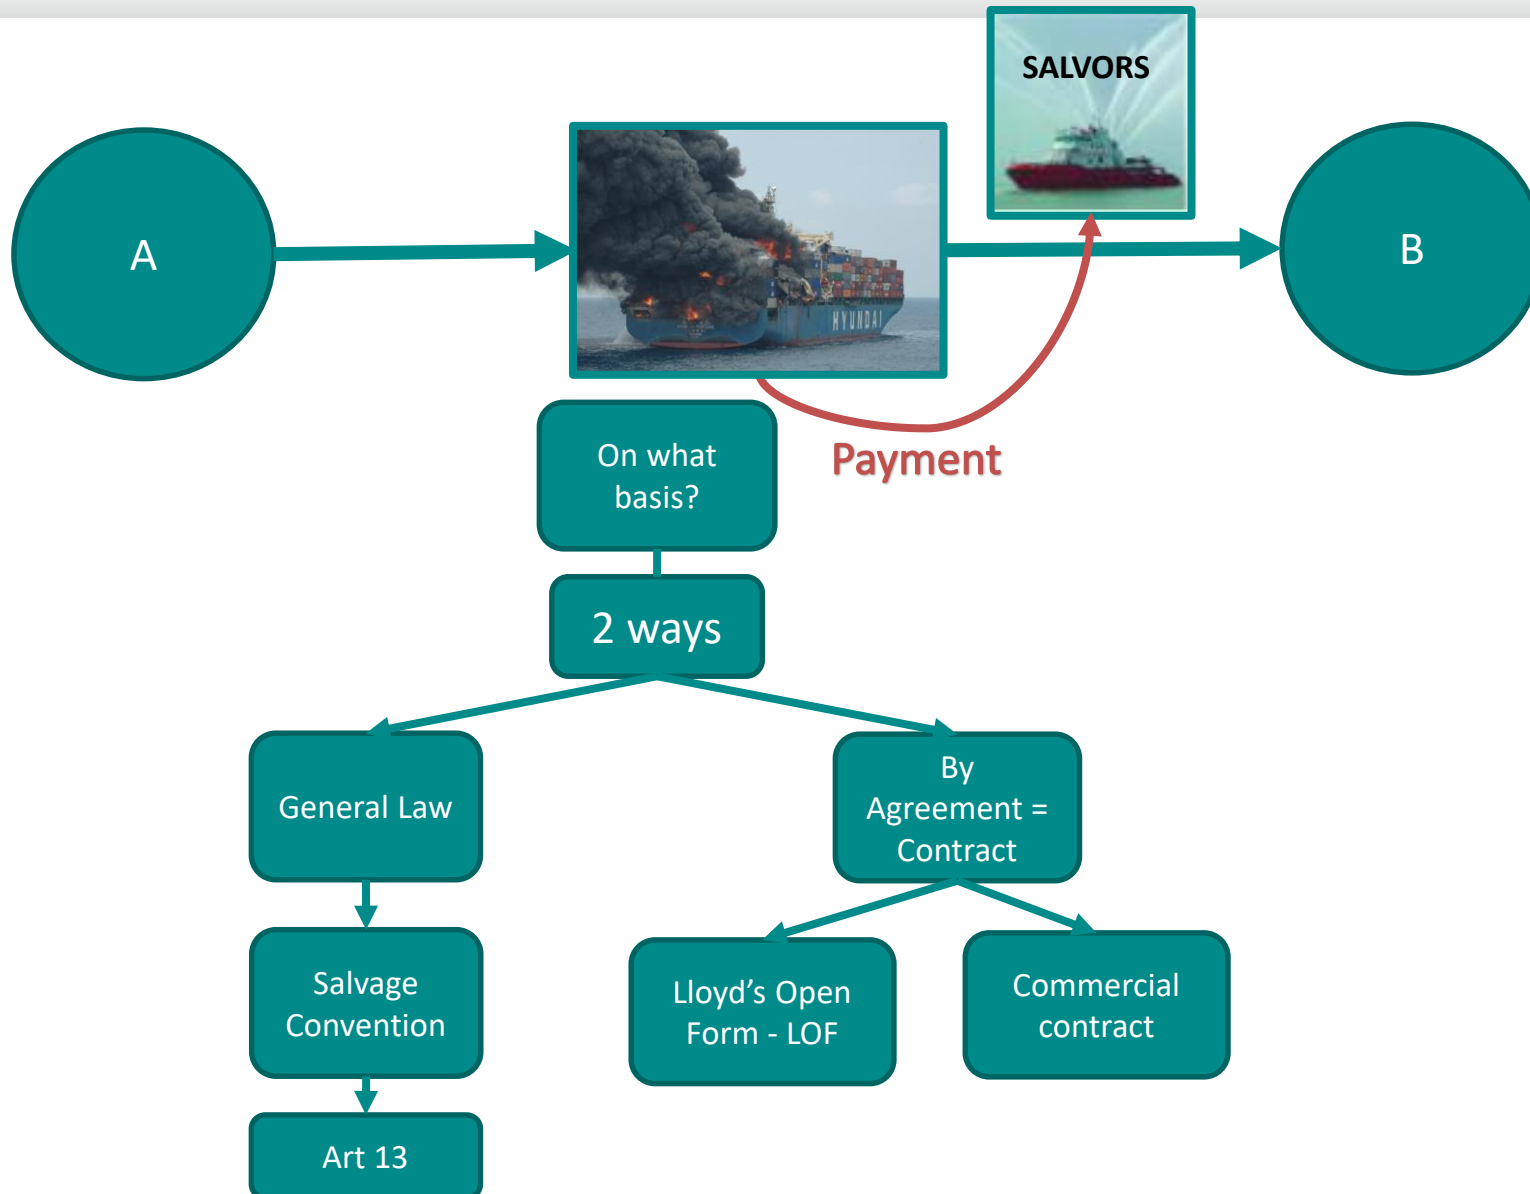 SALVORS
A
HYUNDAI
B
Payment
On what
basis?
2 ways
General Law
By
Agreement =
Contract
Salvage
Convention
Lloyd’s Open
Form - LOF
Commercial
contract
Art 13